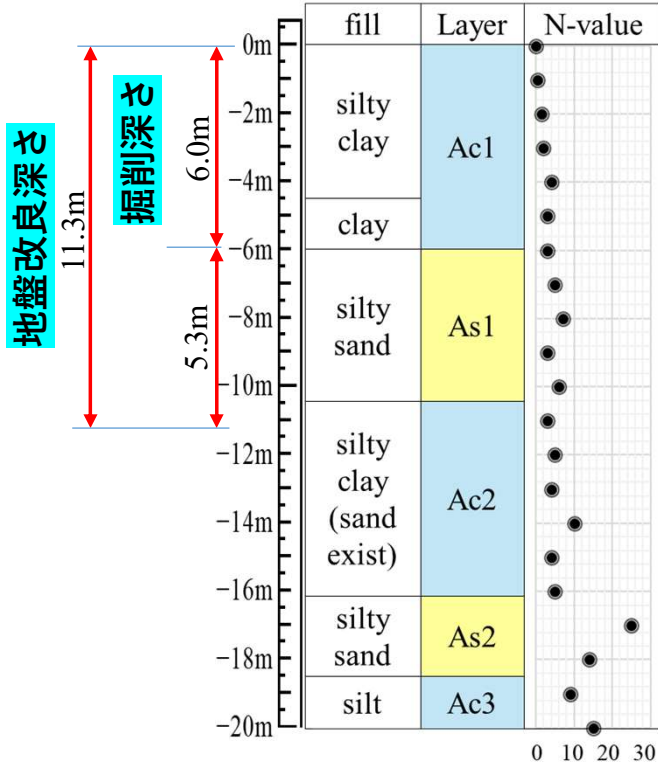 fill Layer N-value
地盤改良深さ
11.3m
掘削深さ
6.0m
5.3m
0m
−2m
−4m
−6m
−8m
−10m
−12m
−14m
−16m
−18m
−20m
silty
clay
clay
silty
sand
silty
clay
(sand
exist)
silty
sand
silt
Ac1
As1
Ac2
As2
Ac3
0 10 20 30